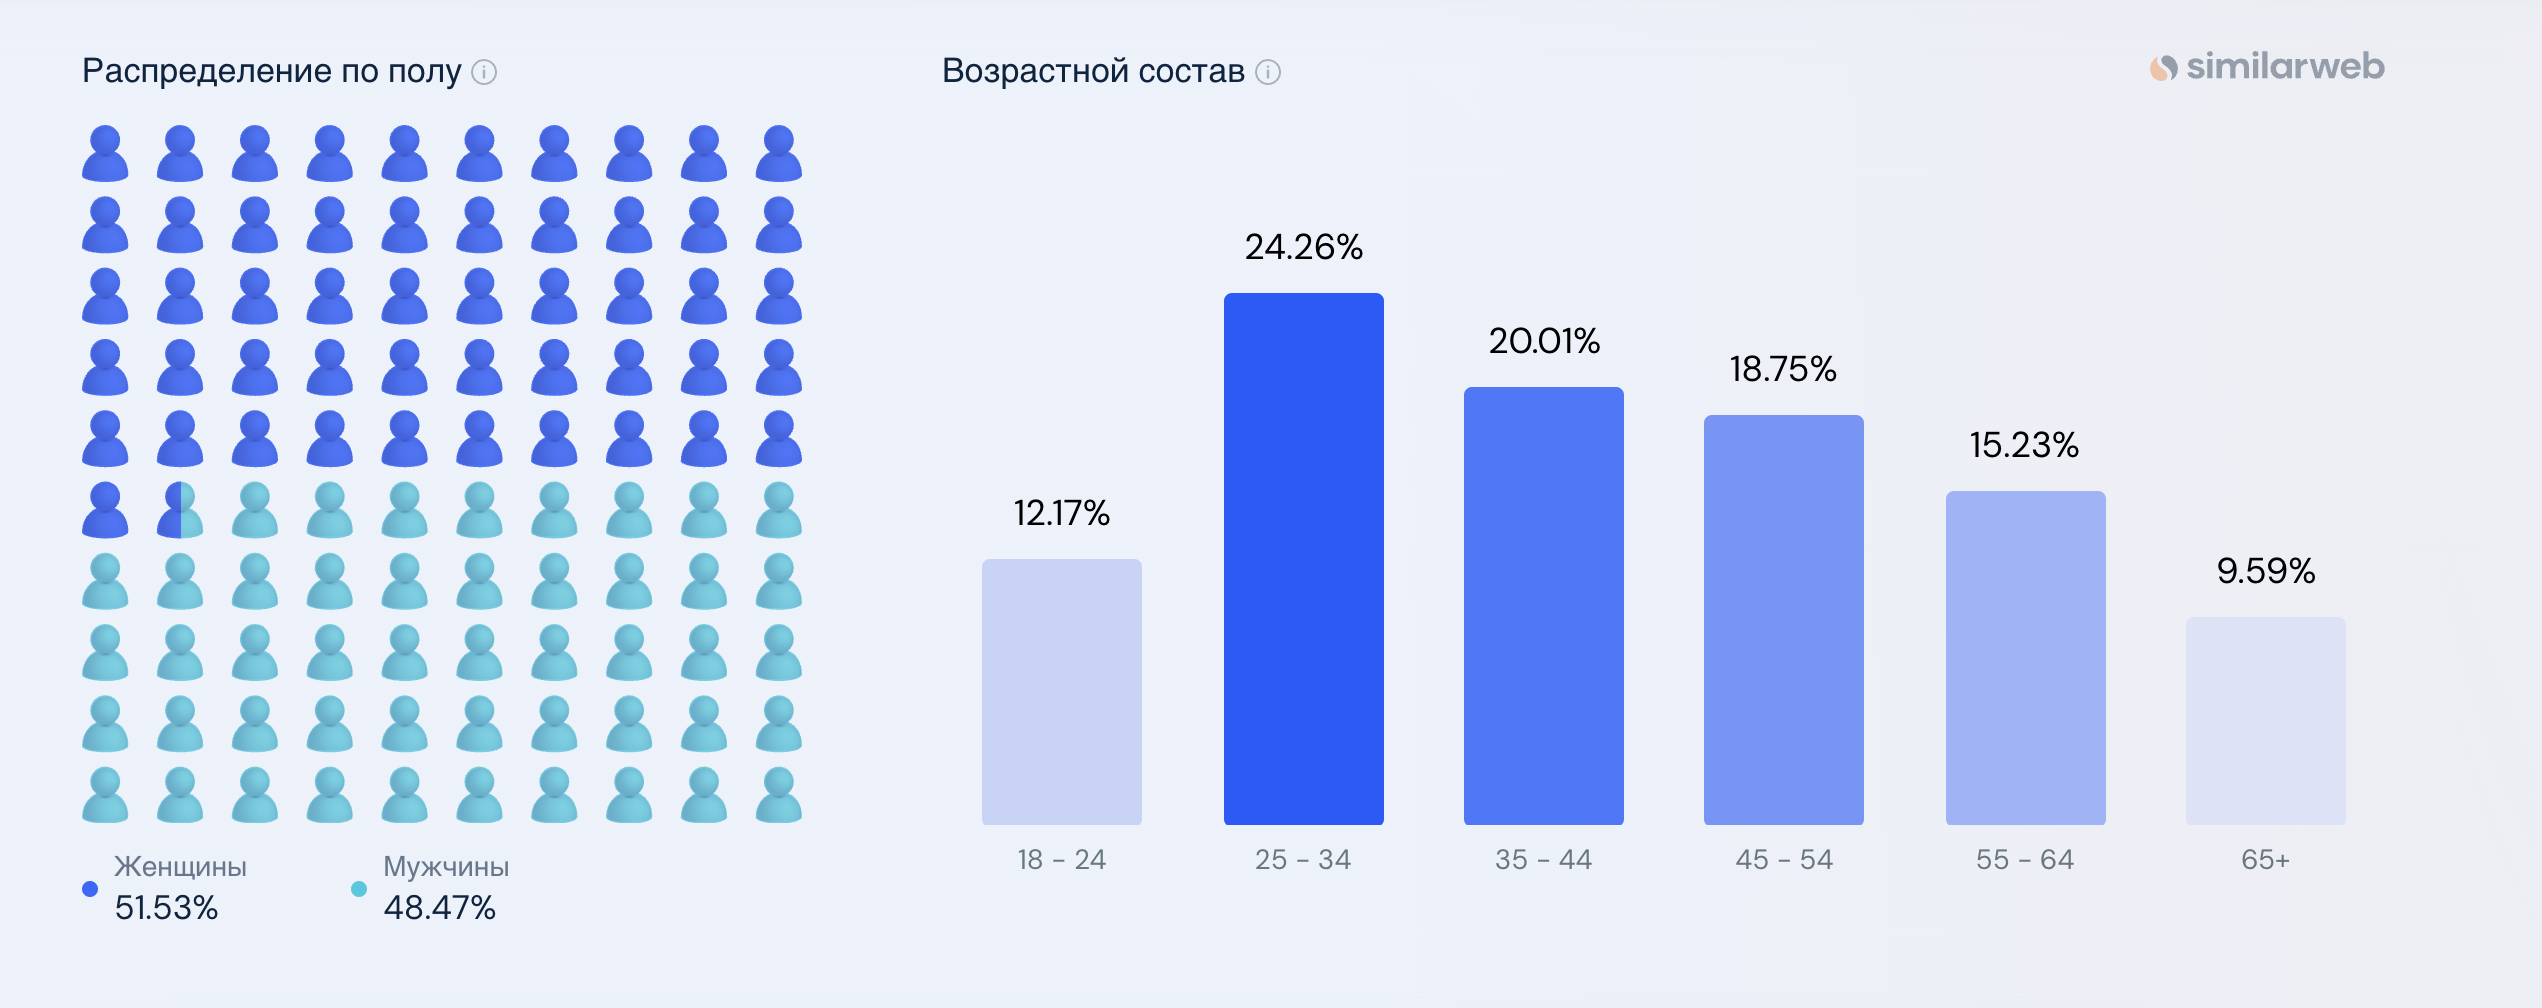 Распределение по полу
Женщины
51.53%
Мужчины
48.47%
Возрастной состав
similarweb
12.17%
24.26%
20.01%
18.75%
15.23%
9.59%
18 - 24
25 - 34
35 - 44
45 - 54
55 - 64
65+